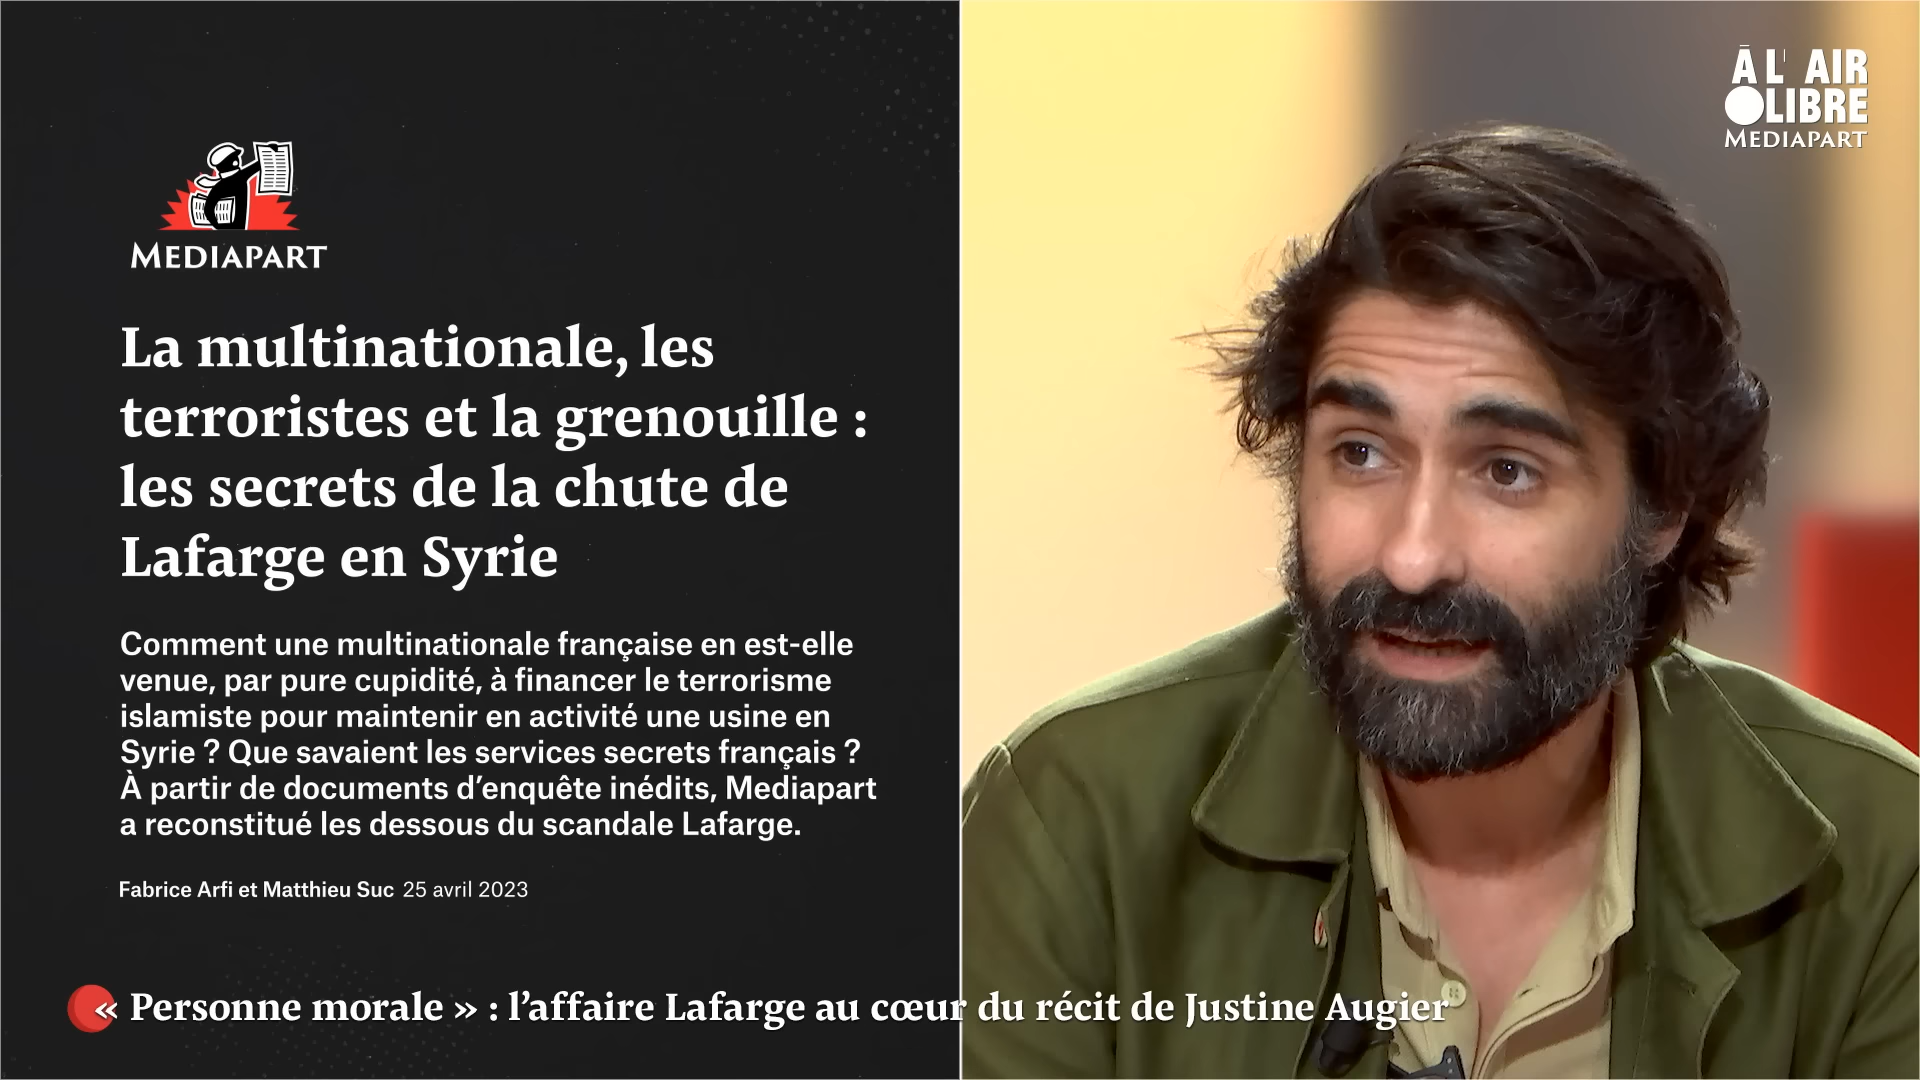 À L' AIR
LIBRE
MEDIAPART
MEDIAPART
La multinationale, les
terroristes et la grenouille :
les secrets de la chute de
Lafarge en Syrie
Comment une multinationale française en est-elle
venue, par pure cupidité, à financer le terrorisme
islamiste pour maintenir en activité une usine en
Syrie ? Que savaient les services secrets français ?
À partir de documents d’enquête inédits, Mediapart
a reconstitué les dessous du scandale Lafarge.
Fabrice Arfi et Matthieu Suc 25 avril 2023
« Personne morale » : l’affaire Lafarge au cœur du récit de Justine Augier